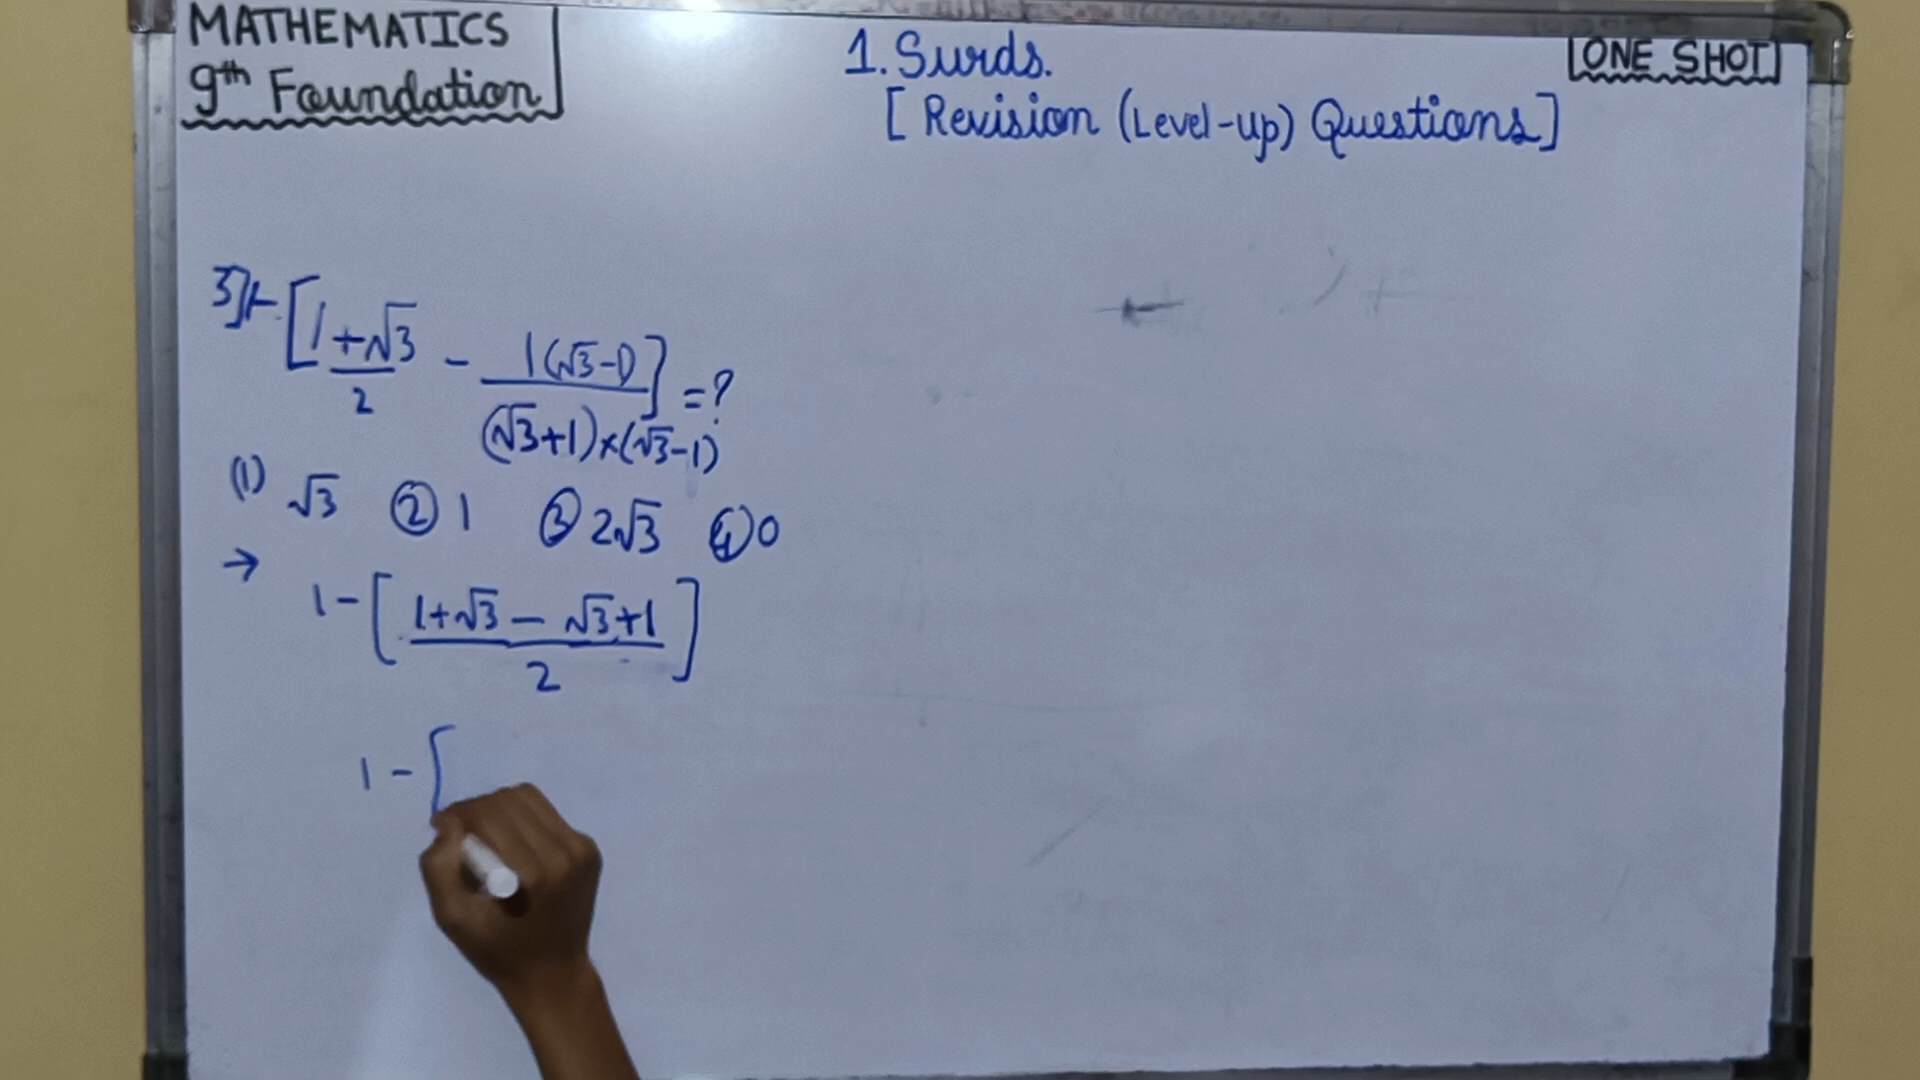 MATHEMATICS
9th Foundation
1. Surds.
[ Revision (Level-up) Questions ]
ONE SHOT
3] 1- [ (1+√3)/2 - 1(√3-1)/((√3+1)×(√3-1)) ] = ?
(1) √3 ② 1 ③ 2√3 ④ 0
→
1 - [ (1+√3 - √3+1)/2 ]
1 - [